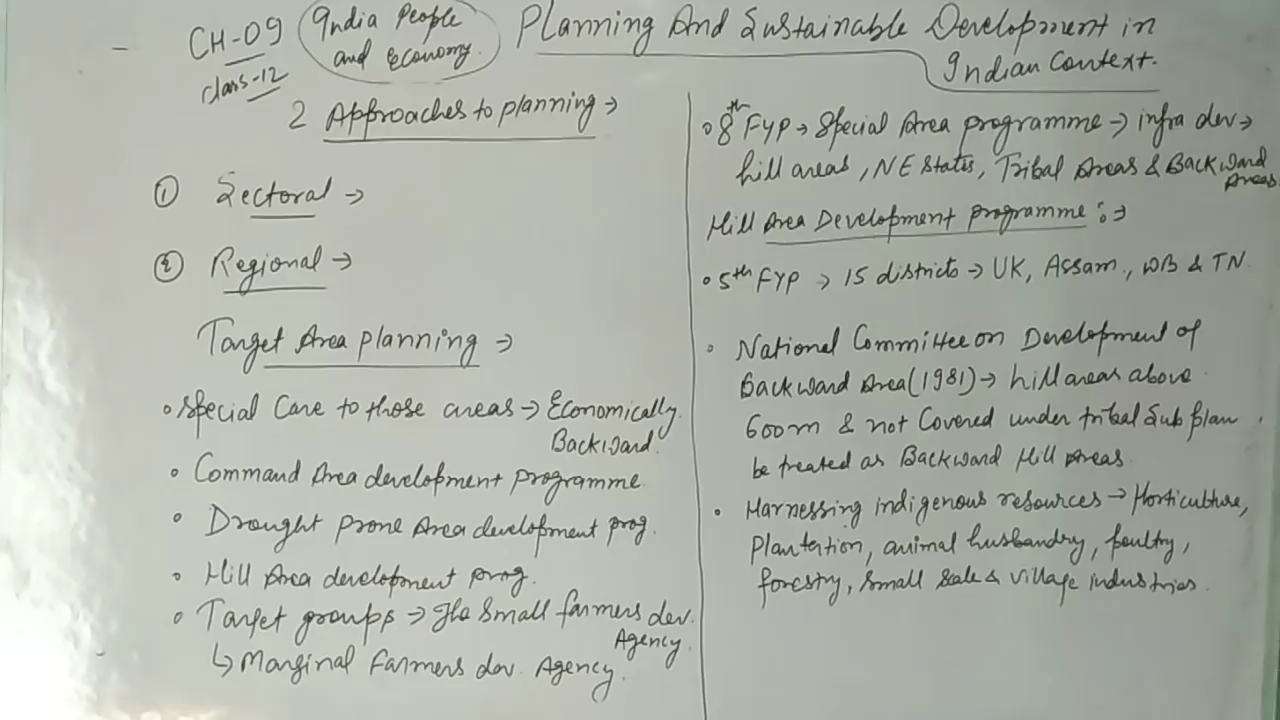 CH-09
Class-12
India People
and Economy.
Planning And Sustainable Development in
Indian Context.
2 Approaches to planning →
① Sectoral →
② Regional →
Target Area planning →
• Special Care to those areas → Economically
Backward.
• Command Area development programme
• Drought prone Area development prog.
• Hill Area development prog.
• Target groups → The Small farmers dev.
Agency.
↳ Marginal Farmers dev. Agency.
• 8th FYP → Special Area programme → infra dev →
hill areas, NE States, Tribal Areas & Backward
Areas
Hill Area Development programme :→
• 5th FYP → 15 districts → UK, Assam, WB & TN
• National Committee on Development of
Backward Area (1981) → hill areas above
600m & not Covered under tribal Sub plan
be treated as Backward Hill Areas
• Harnessing indigenous resources → Horticulture,
Plantation, animal husbandry, poultry,
forestry, small scale & village industries.